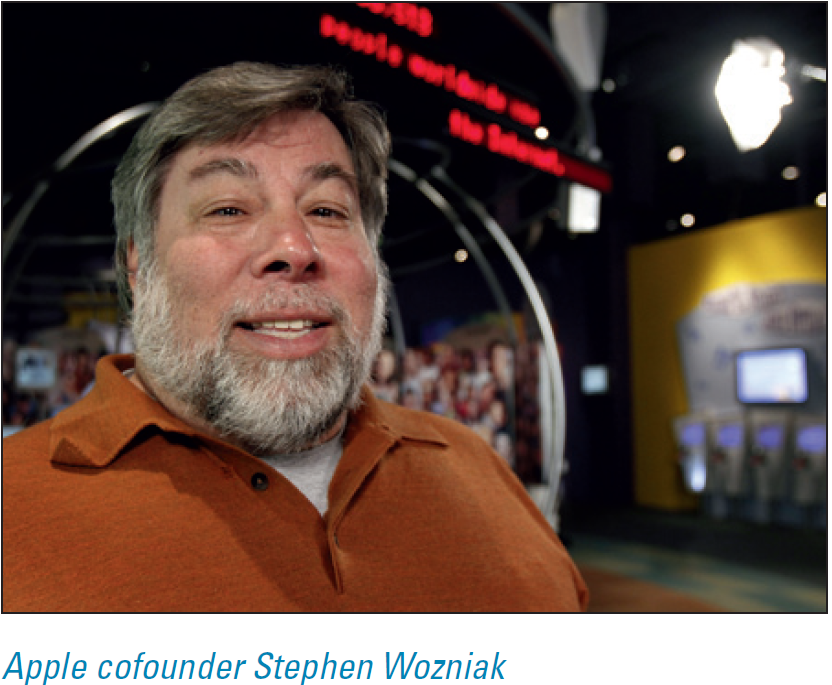 People worldwide use
the Internet.
Apple cofounder Stephen Wozniak